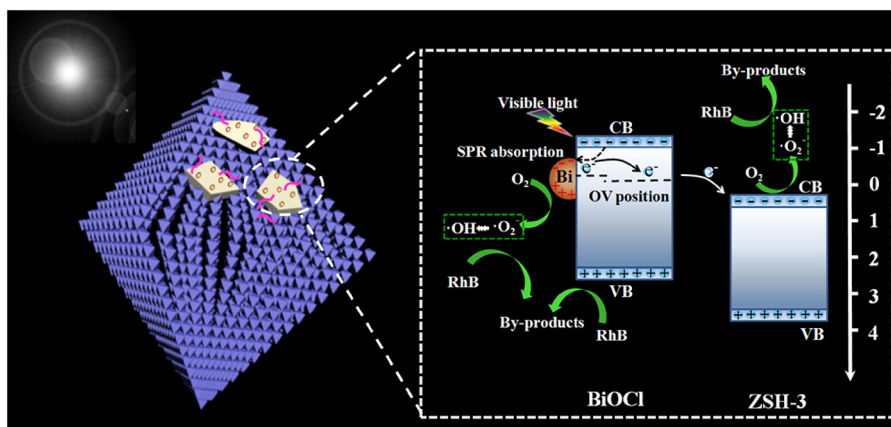 By-products
RhB
·OH
·O₂⁻
O₂
CB
Visible light
CB
SPR absorption
e⁻
e⁻
e⁻
Bi
O₂
OV position
·OH ·O₂⁻
RhB
VB
By-products
RhB
VB
BiOCl
ZSH-3
-2
-1
0
1
2
3
4